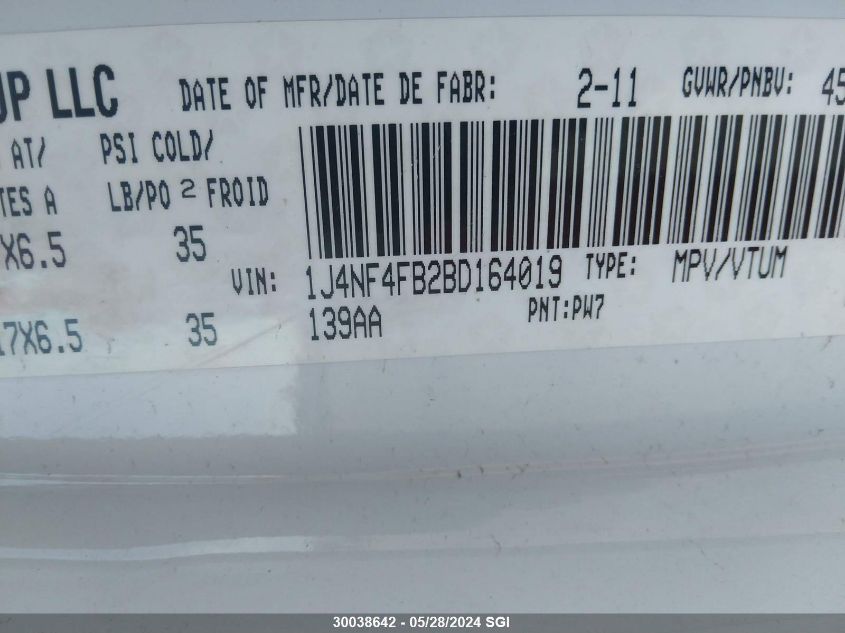 UP LLC DATE OF MFR/DATE DE FABR: 2-11 GVWR/PNBV: 45
AT/ PSI COLD/
TES A LB/PO 2 FROID
X6.5 35
VIN: 1J4NF4FB2BD164019 TYPE: MPV/VTUM
17X6.5 35 139AA PNT:PW7
30038642 - 05/28/2024 SGI